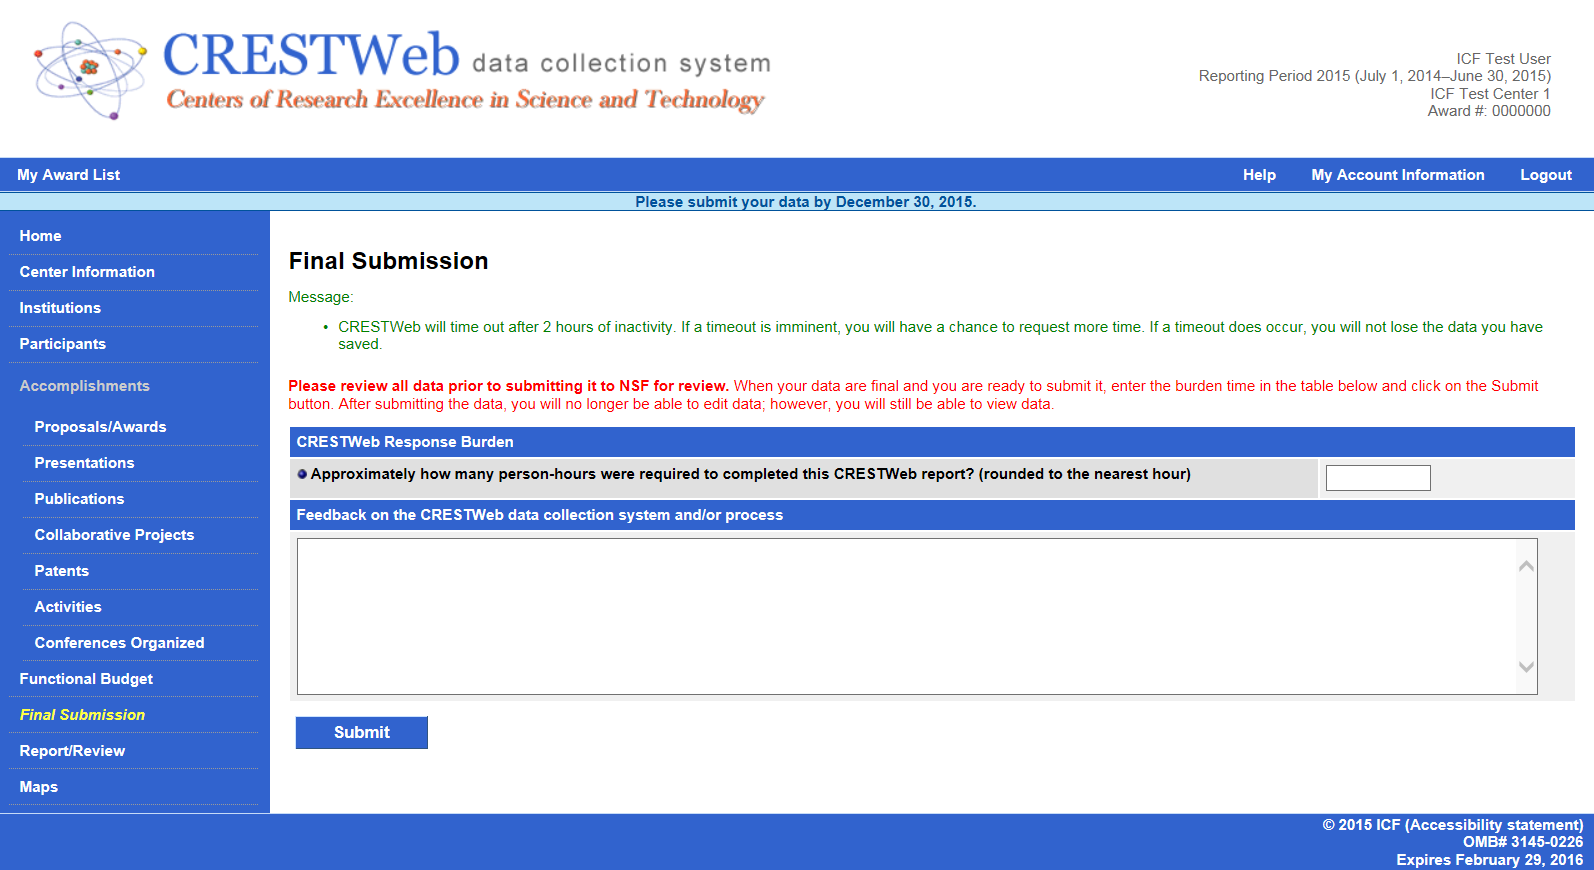 CRESTWeb data collection system
Centers of Research Excellence in Science and Technology
ICF Test User
Reporting Period 2015 (July 1, 2014–June 30, 2015)
ICF Test Center 1
Award #: 0000000
My Award List
Help
My Account Information
Logout
Please submit your data by December 30, 2015.
Home
Center Information
Institutions
Participants
Accomplishments
Proposals/Awards
Presentations
Publications
Collaborative Projects
Patents
Activities
Conferences Organized
Functional Budget
Final Submission
Report/Review
Maps
Final Submission
Message:
• CRESTWeb will time out after 2 hours of inactivity. If a timeout is imminent, you will have a chance to request more time. If a timeout does occur, you will not lose the data you have
saved.
Please review all data prior to submitting it to NSF for review. When your data are final and you are ready to submit it, enter the burden time in the table below and click on the Submit
button. After submitting the data, you will no longer be able to edit data; however, you will still be able to view data.
CRESTWeb Response Burden
Approximately how many person-hours were required to completed this CRESTWeb report? (rounded to the nearest hour)
Feedback on the CRESTWeb data collection system and/or process
Submit
© 2015 ICF (Accessibility statement)
OMB# 3145-0226
Expires February 29, 2016